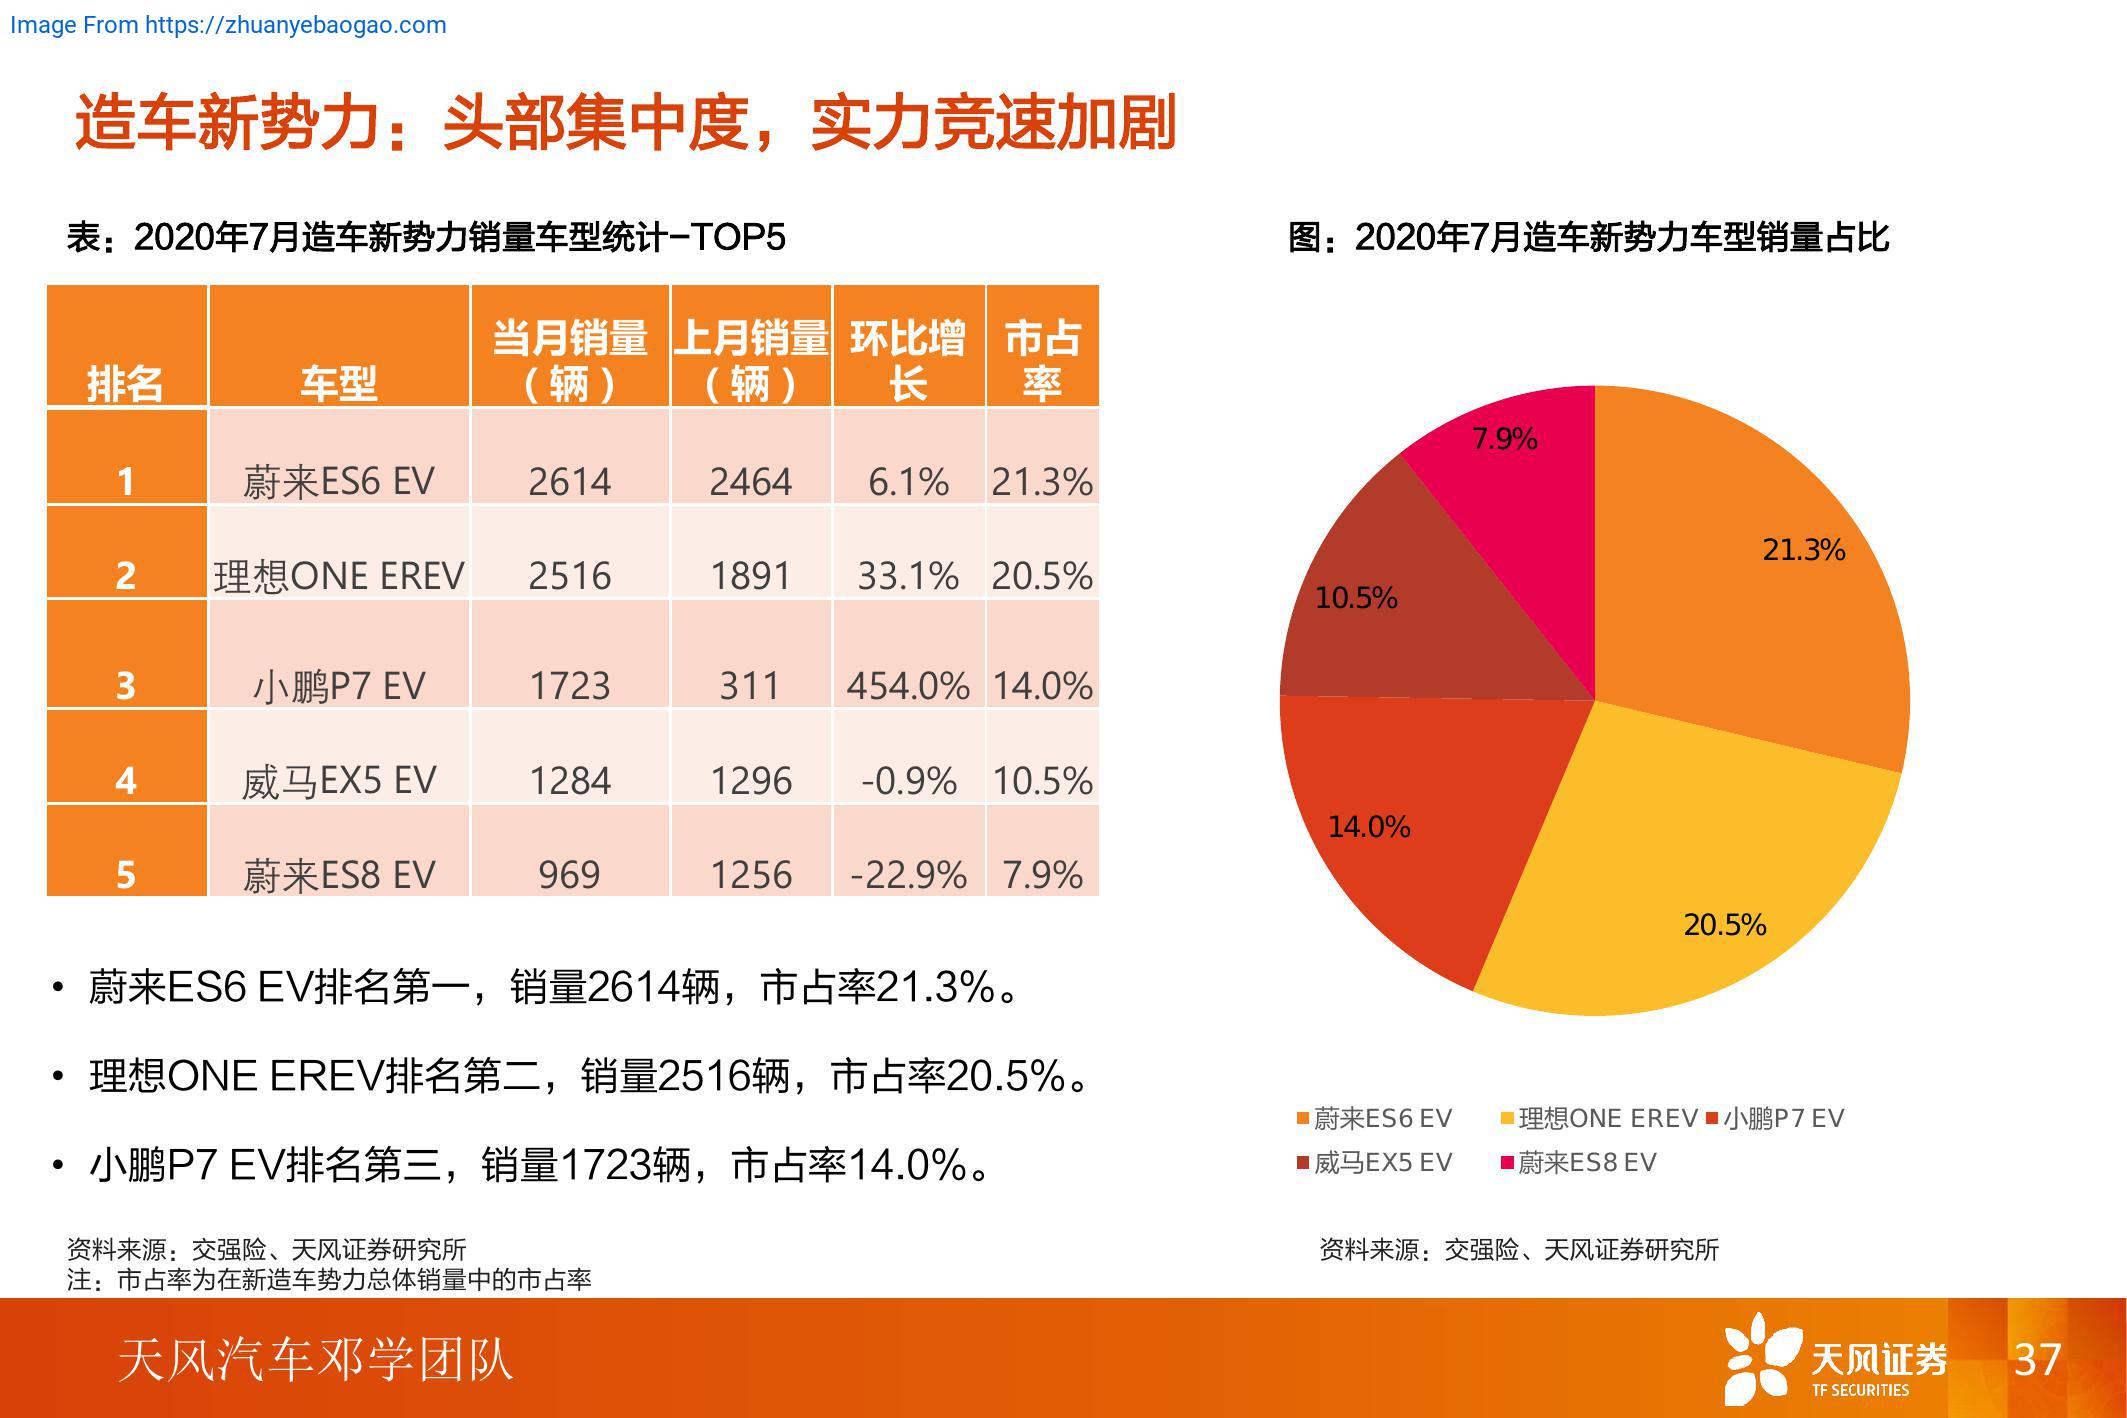 Image From https://zhuanyebaogao.com
造车新势力：头部集中度，实力竞速加剧
表：2020年7月造车新势力销量车型统计-TOP5
排名 车型 当月销量（辆） 上月销量（辆） 环比增长 市占率
1 蔚来ES6 EV 2614 2464 6.1% 21.3%
2 理想ONE EREV 2516 1891 33.1% 20.5%
3 小鹏P7 EV 1723 311 454.0% 14.0%
4 威马EX5 EV 1284 1296 -0.9% 10.5%
5 蔚来ES8 EV 969 1256 -22.9% 7.9%
• 蔚来ES6 EV排名第一，销量2614辆，市占率21.3%。
• 理想ONE EREV排名第二，销量2516辆，市占率20.5%。
• 小鹏P7 EV排名第三，销量1723辆，市占率14.0%。
资料来源：交强险、天风证券研究所
注：市占率为在新造车势力总体销量中的市占率
图：2020年7月造车新势力车型销量占比
7.9%
21.3%
10.5%
14.0%
20.5%
蔚来ES6 EV 理想ONE EREV 小鹏P7 EV
威马EX5 EV 蔚来ES8 EV
资料来源：交强险、天风证券研究所
天风汽车邓学团队
天风证券
TF SECURITIES
37